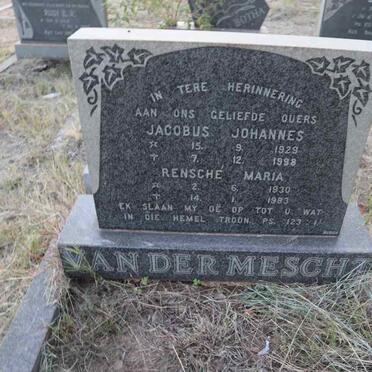 IN TERE HERINNERING
AAN ONS GELIEFDE OUERS
JACOBUS JOHANNES
* 15. 9. 1929
† 7. 12. 1998
RENSCHE MARIA
* 2. 6. 1930
† 14. 1. 1983
EK SLAAN MY OË OP TOT U WAT
IN DIE HEMEL TROON. PS. 123:1
VAN DER MESCHT